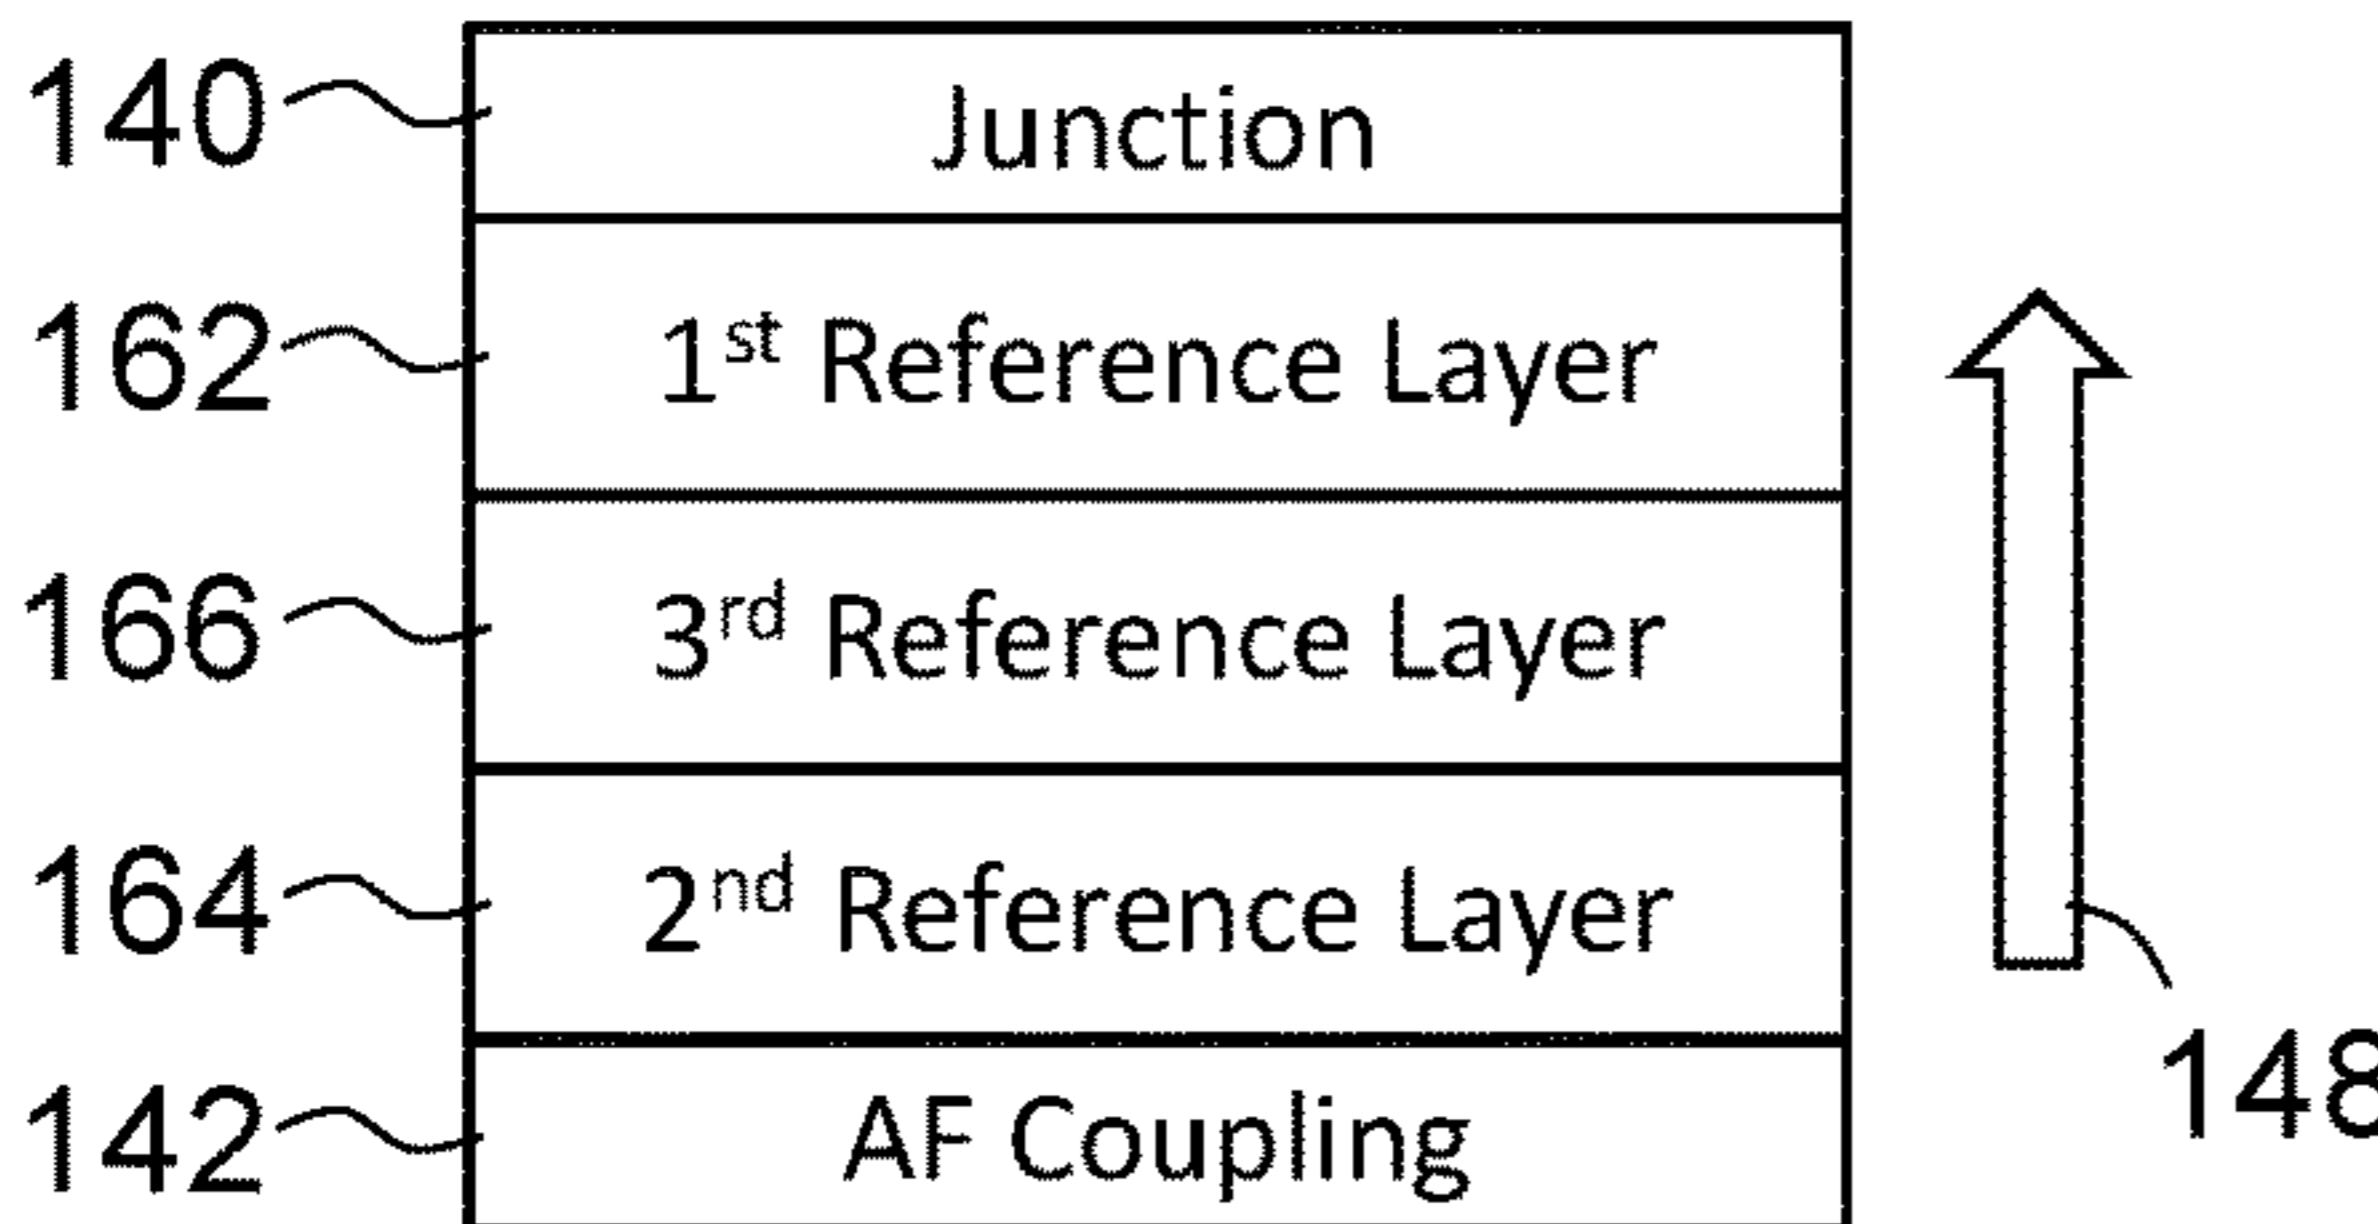 140 Junction
162 1st Reference Layer
166 3rd Reference Layer
164 2nd Reference Layer
148
142 AF Coupling